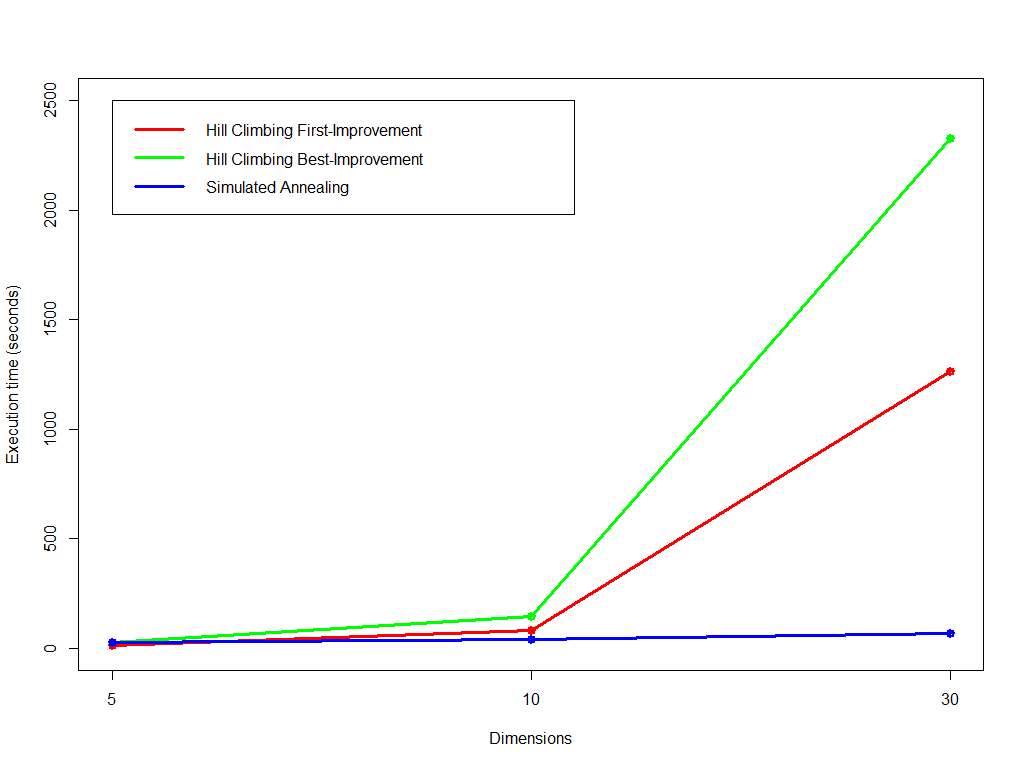 Hill Climbing First-Improvement
Hill Climbing Best-Improvement
Simulated Annealing
2500
2000
1500
1000
500
0
Execution time (seconds)
5 10 30
Dimensions